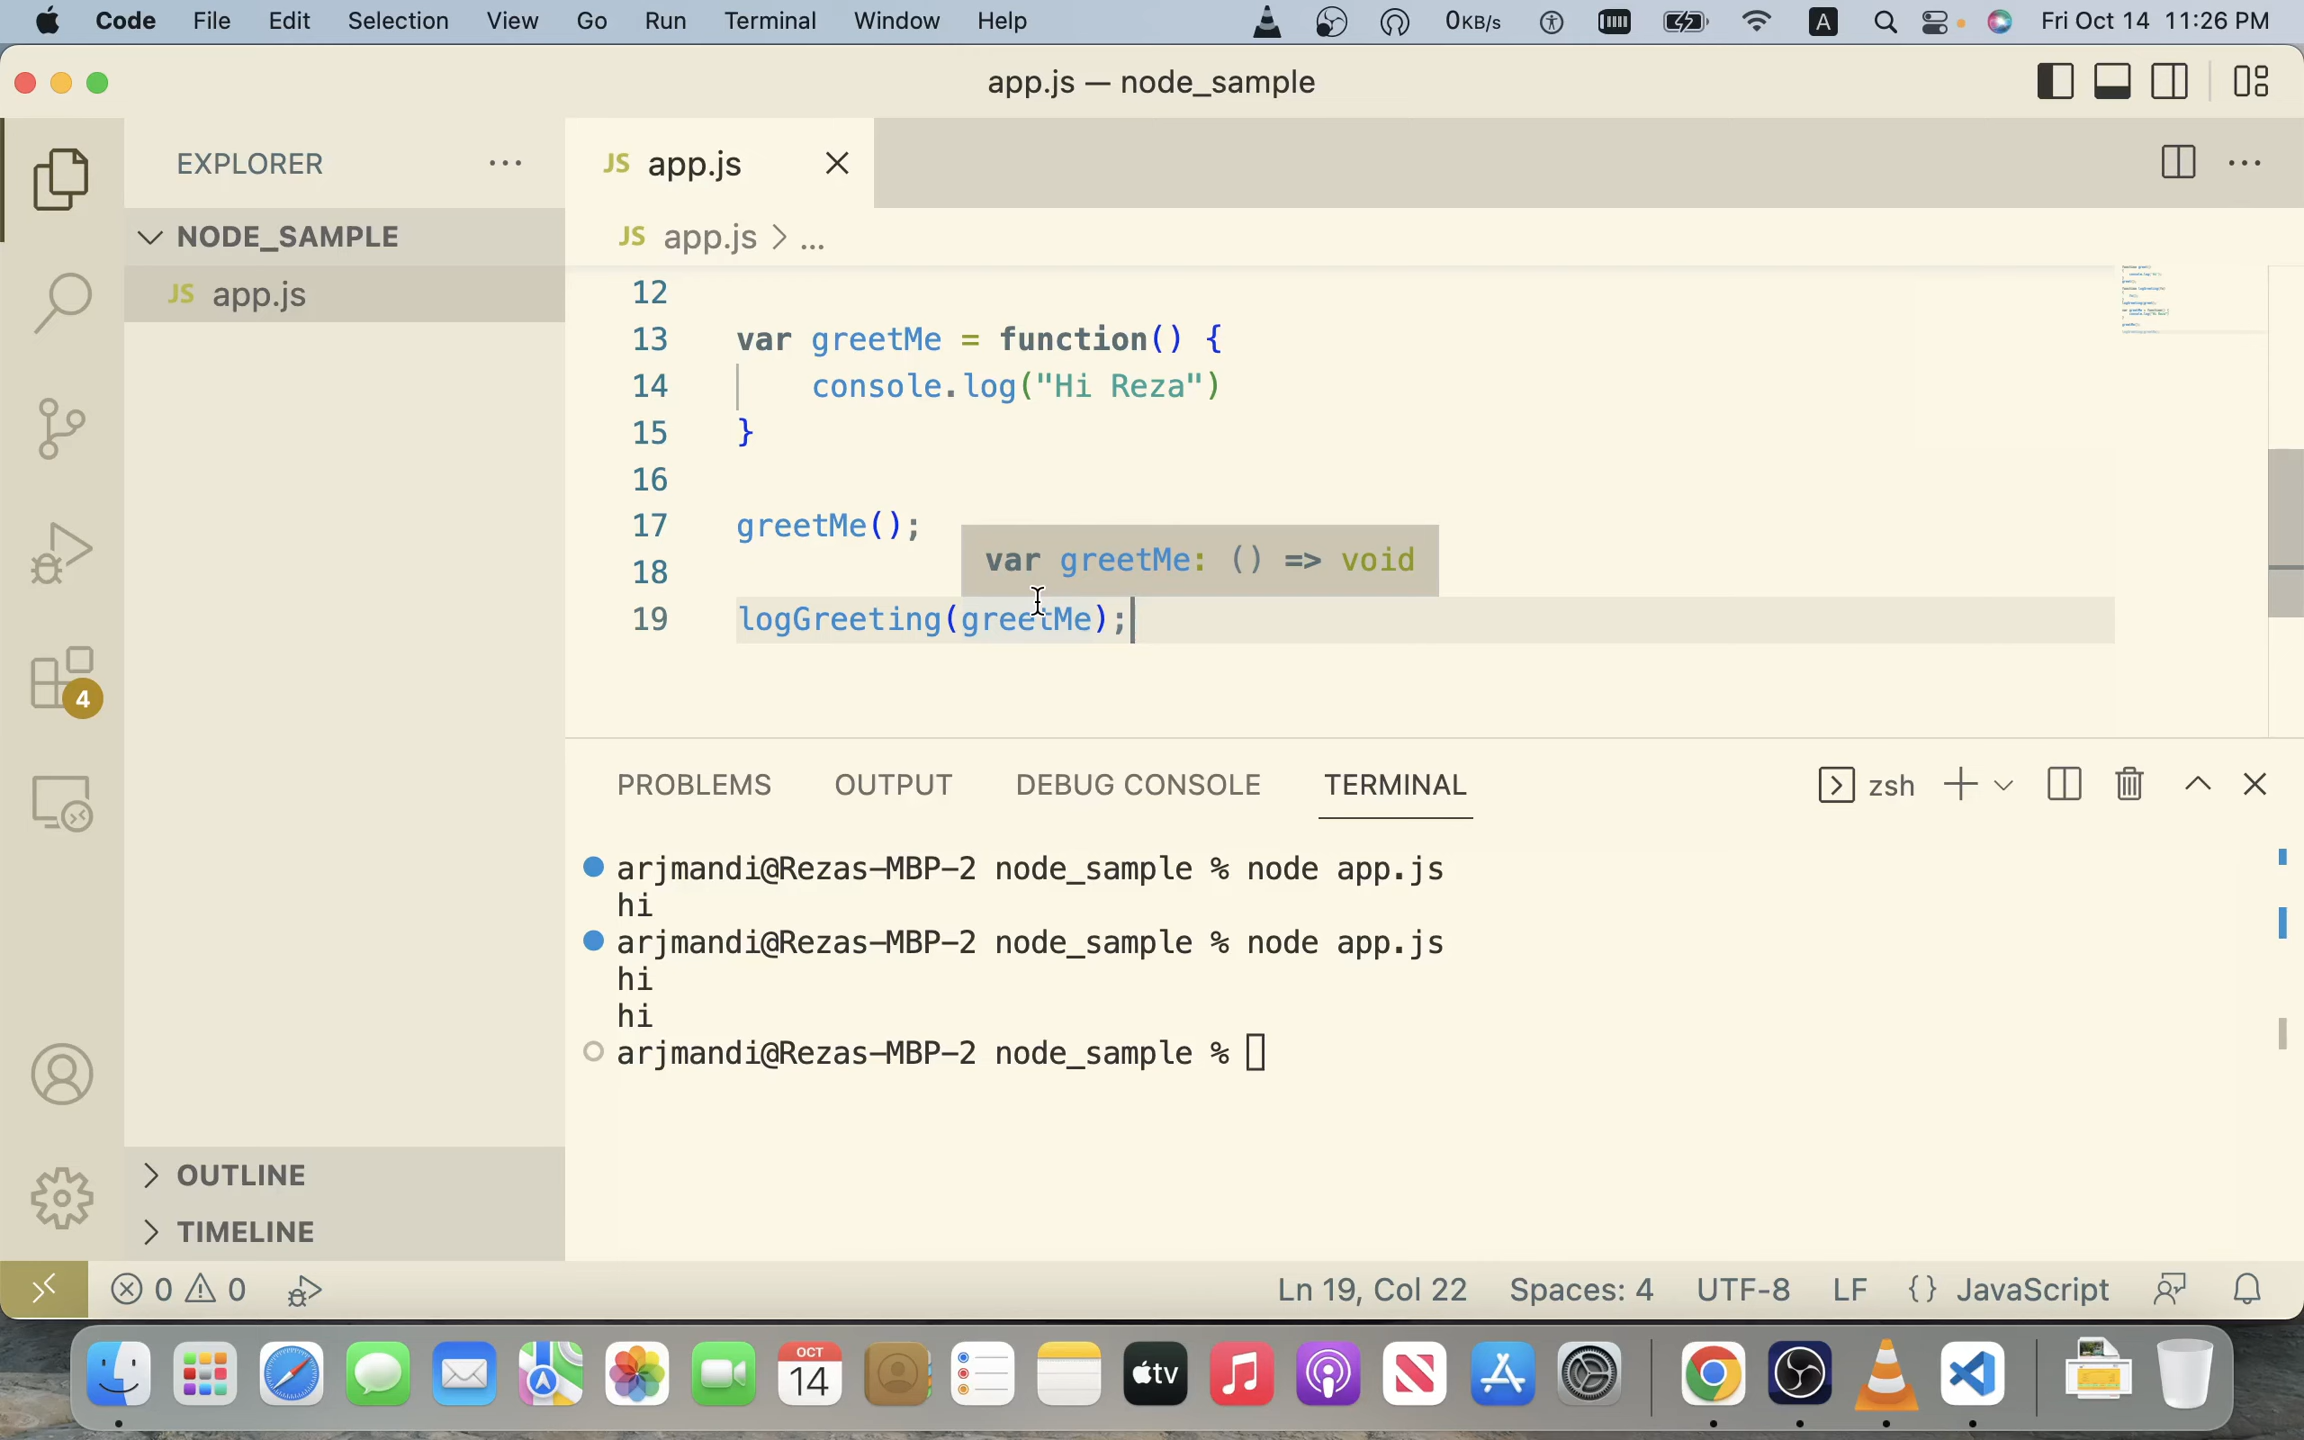 Code File Edit Selection View Go Run Terminal Window Help 0KB/s A Fri Oct 14 11:26 PM
app.js — node_sample
EXPLORER ...
JS app.js
NODE_SAMPLE
JS app.js > ...
JS app.js
12
13 var greetMe = function() {
14 console.log("Hi Reza")
15 }
16
17 greetMe();
var greetMe: () => void
18
19 logGreeting(greetMe);
4
PROBLEMS OUTPUT DEBUG CONSOLE TERMINAL zsh
arjmandi@Rezas-MBP-2 node_sample % node app.js
hi
arjmandi@Rezas-MBP-2 node_sample % node app.js
hi
hi
arjmandi@Rezas-MBP-2 node_sample %
OUTLINE
TIMELINE
0 0 Ln 19, Col 22 Spaces: 4 UTF-8 LF {} JavaScript
OCT
14
tv